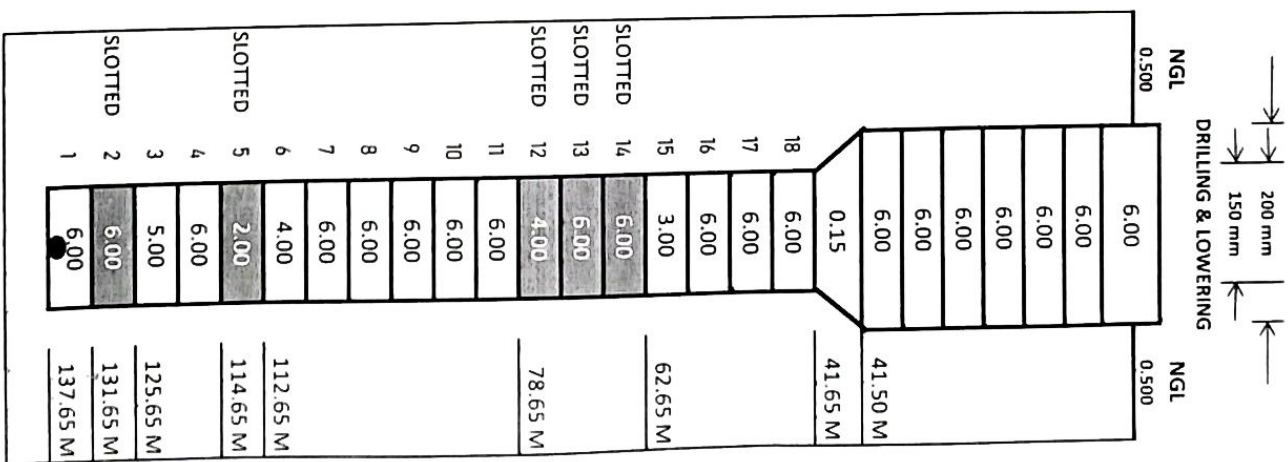 200 mm
150 mm
DRILLING & LOWERING
NGL NGL
0.500 0.500
6.00
6.00
6.00
6.00
6.00
6.00
6.00
41.50 M
0.15
41.65 M
18 6.00
17 6.00
16 6.00
15 3.00
62.65 M
SLOTTED 14 6.00
SLOTTED 13 6.00
SLOTTED 12 4.00
78.65 M
11 6.00
10 6.00
9 6.00
8 6.00
7 6.00
6 4.00
112.65 M
SLOTTED 5 2.00
114.65 M
4 6.00
3 5.00
125.65 M
SLOTTED 2 6.00
131.65 M
1 6.00
137.65 M